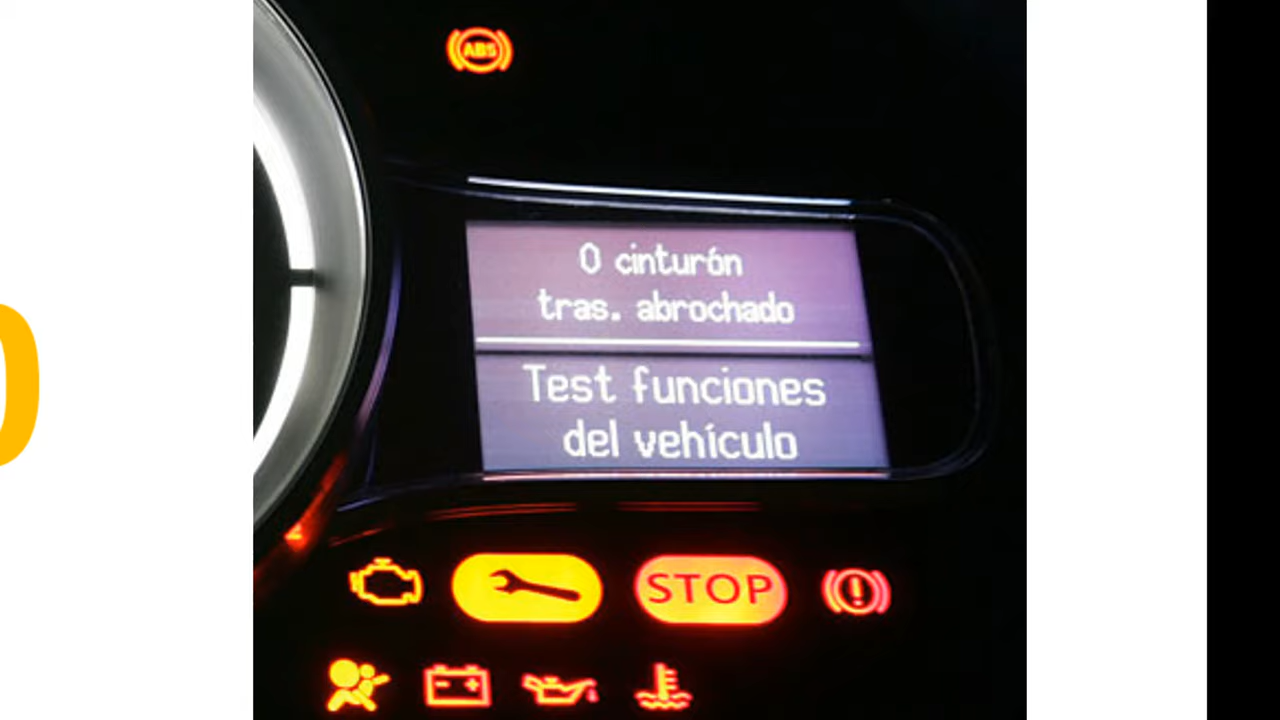 ABS
0 cinturón
tras. abrochado
Test funciones
del vehículo
STOP